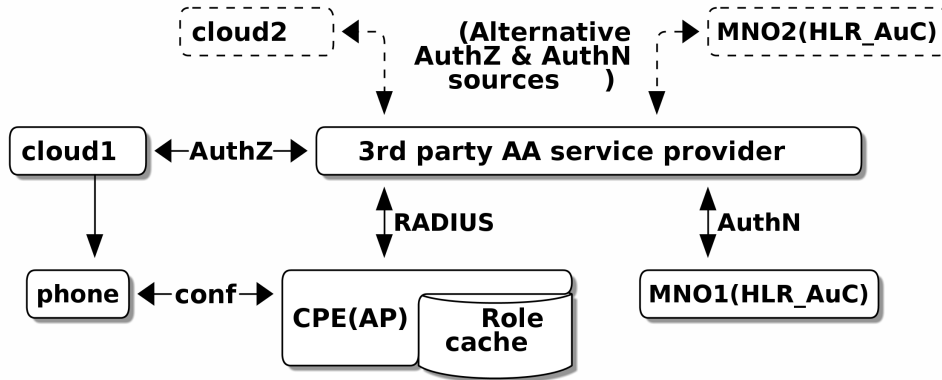 cloud2
(Alternative
AuthZ & AuthN
sources )
MNO2(HLR_AuC)
cloud1
AuthZ
3rd party AA service provider
RADIUS
AuthN
phone
conf
CPE(AP)
Role
cache
MNO1(HLR_AuC)